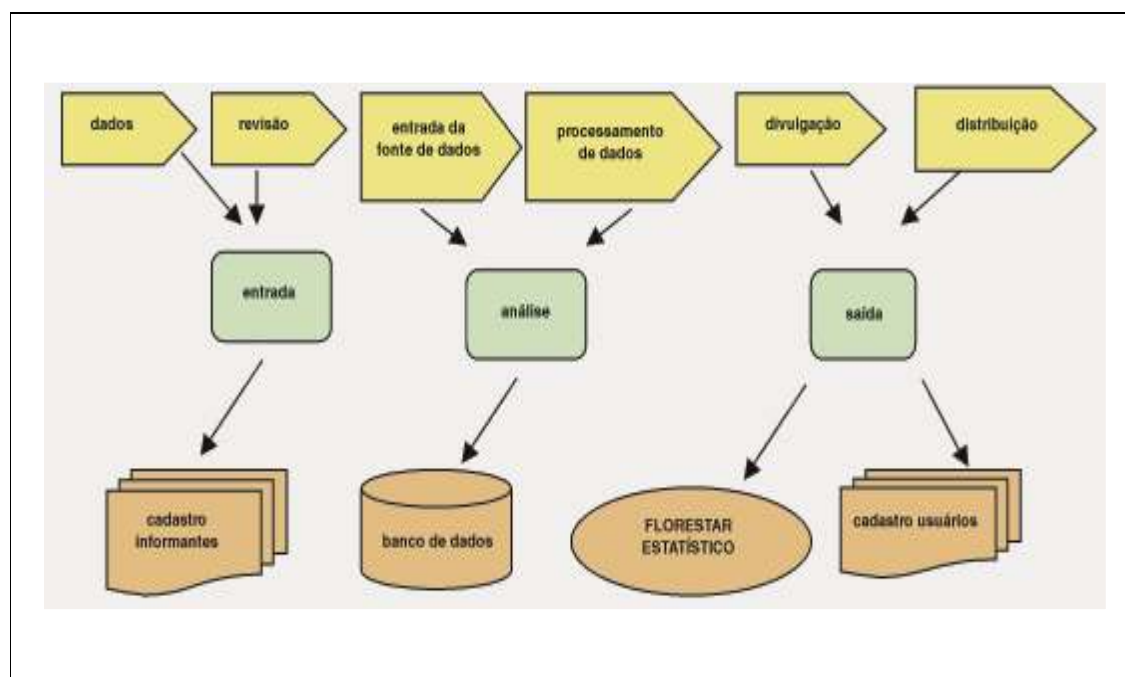 dados
revisão
entrada da
fonte de dados
processamento
de dados
divulgação
distribuição
entrada
análise
saída
cadastro
informantes
banco de dados
FLORESTAR
ESTATÍSTICO
cadastro usuários